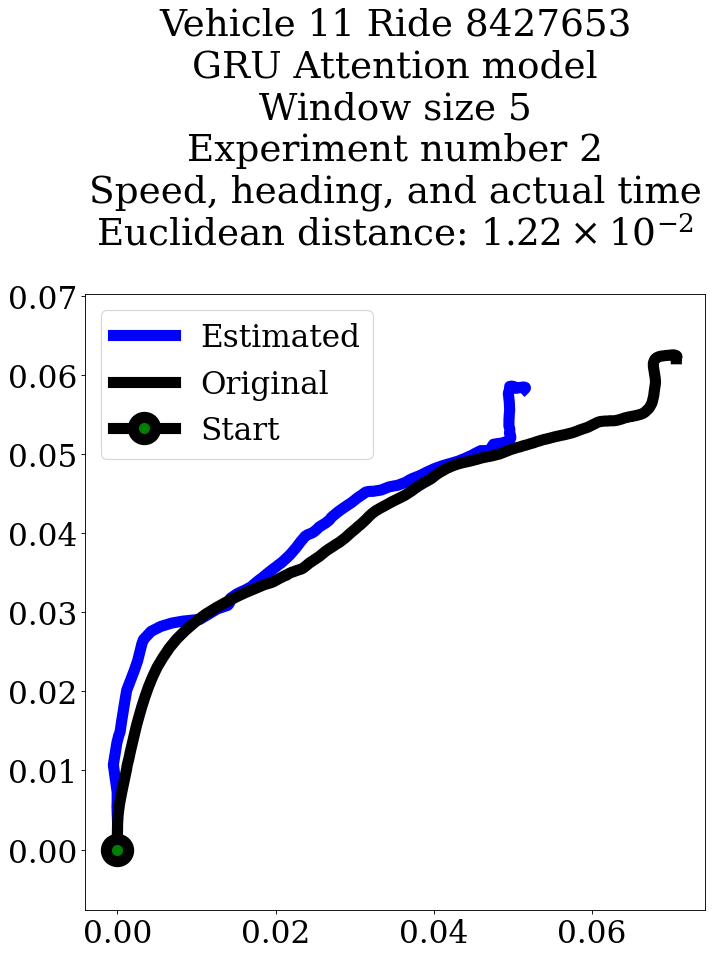 Vehicle 11 Ride 8427653
GRU Attention model
Window size 5
Experiment number 2
Speed, heading, and actual time
Euclidean distance: 1.22 × 10⁻²
0.07
0.06
0.05
0.04
0.03
0.02
0.01
0.00
Estimated
Original
Start
0.00 0.02 0.04 0.06